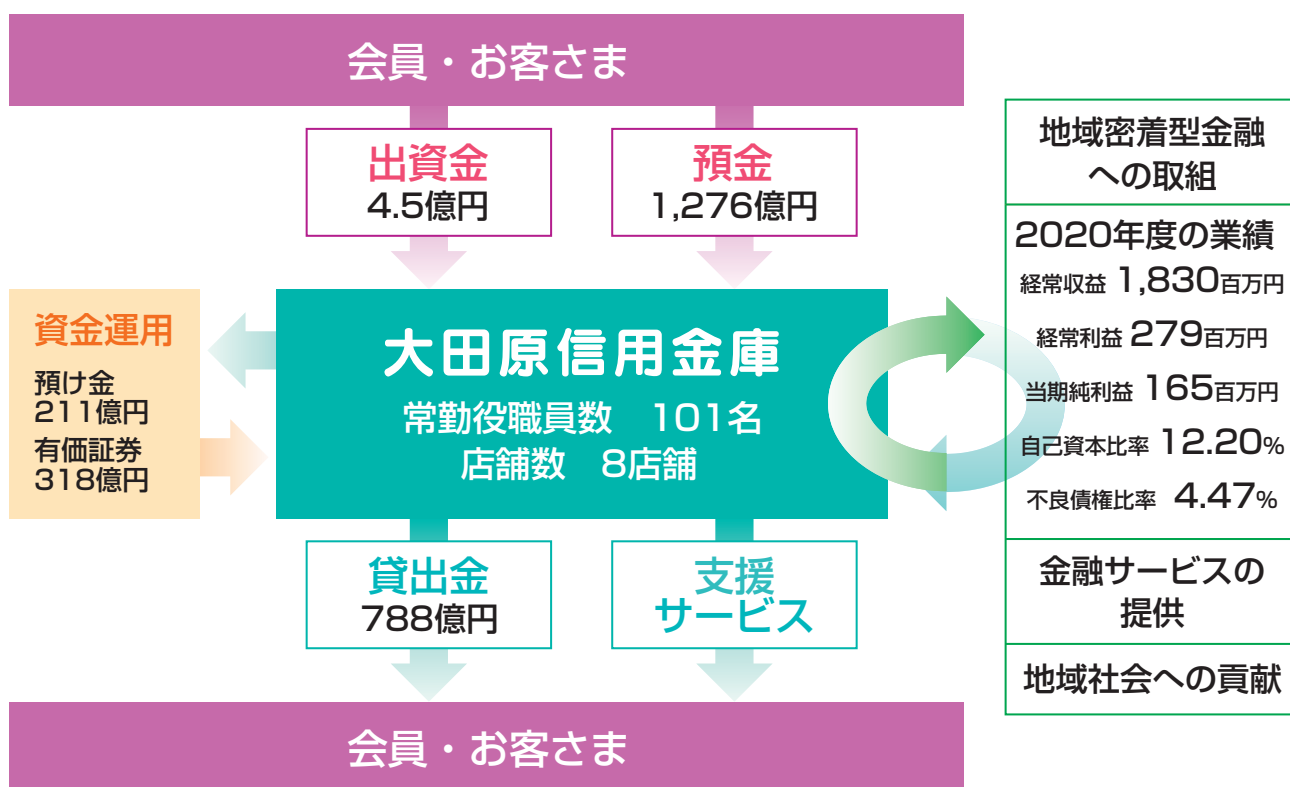 会員・お客さま
出資金
4.5億円
預金
1,276億円
資金運用
預け金
211億円
有価証券
318億円
大田原信用金庫
常勤役職員数 101名
店舗数 8店舗
貸出金
788億円
支援
サービス
会員・お客さま
地域密着型金融
への取組
2020年度の業績
経常収益 1,830百万円
経常利益 279百万円
当期純利益 165百万円
自己資本比率 12.20%
不良債権比率 4.47%
金融サービスの
提供
地域社会への貢献